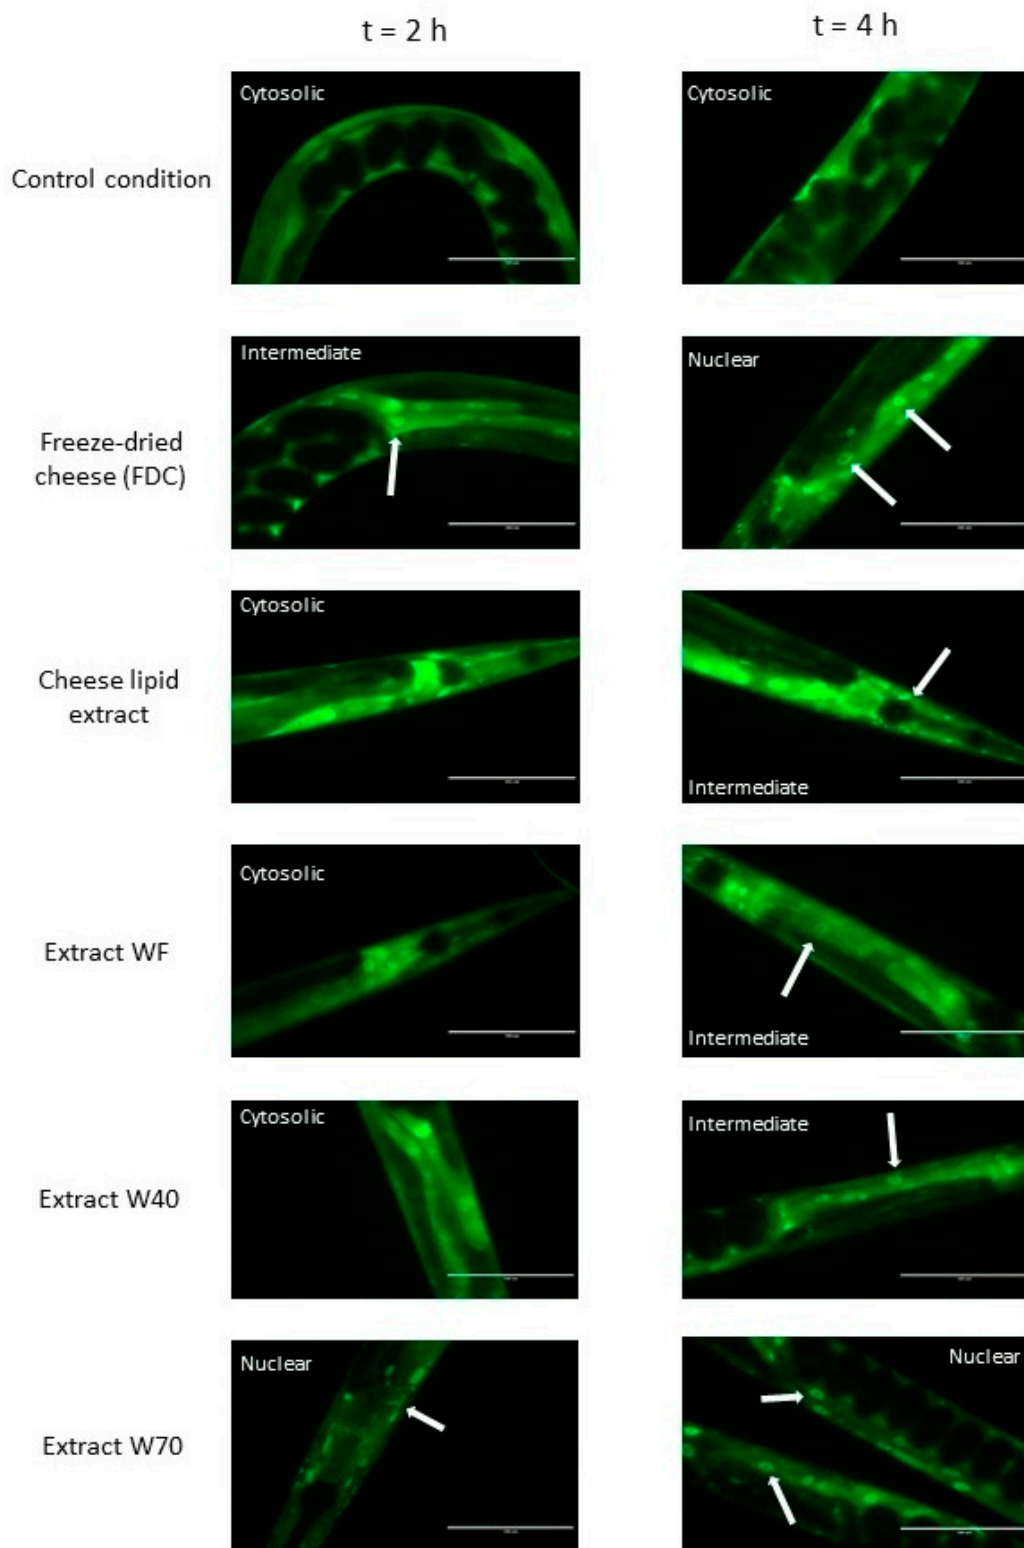 t = 2 h
t = 4 h
Control condition
Cytosolic
Cytosolic
Freeze-dried
cheese (FDC)
Intermediate
Nuclear
Cheese lipid
extract
Cytosolic
Intermediate
Extract WF
Cytosolic
Intermediate
Extract W40
Cytosolic
Intermediate
Extract W70
Nuclear
Nuclear